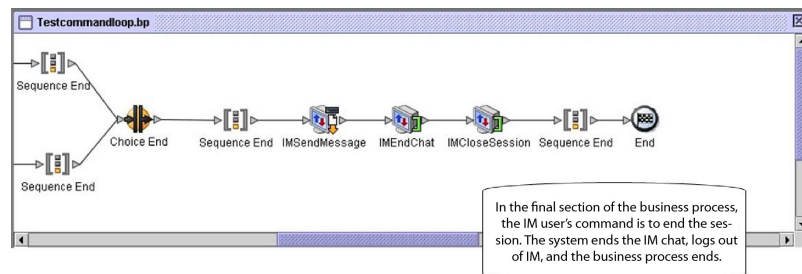 Testcommandloop.bp
Sequence End
Choice End
Sequence End
IMSendMessage
IMEndChat
IMCloseSession
Sequence End
End
Sequence End
In the final section of the business process,
the IM user's command is to end the ses-
sion. The system ends the IM chat, logs out
of IM, and the business process ends.